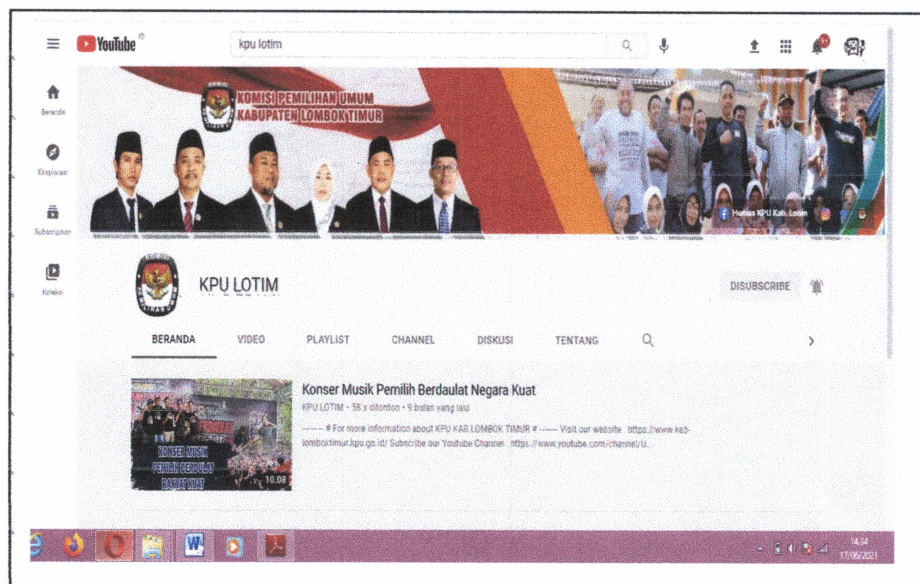 YouTube ID
kpu lotim
9+
Beranda
Eksplorasi
Subscription
Koleksi
KOMISI PEMILIHAN UMUM
KABUPATEN LOMBOK TIMUR
Humas KPU Kab. Lotim
KPU LOTIM
DISUBSCRIBE
BERANDA VIDEO PLAYLIST CHANNEL DISKUSI TENTANG
Konser Musik Pemilih Berdaulat Negara Kuat
KPU LOTIM • 58 x ditonton • 9 bulan yang lalu
------- # For more information about KPU KAB.LOMBOK TIMUR # ------- Visit our website : https://www.kab-
lomboktimur.kpu.go.id/ Subscribe our Youtube Channel : https://www.youtube.com/channel/U...
KONSER MUSIK
PEMILIH BERDAULAT
RAKYAT KUAT
10.08
14.34
17/06/2021